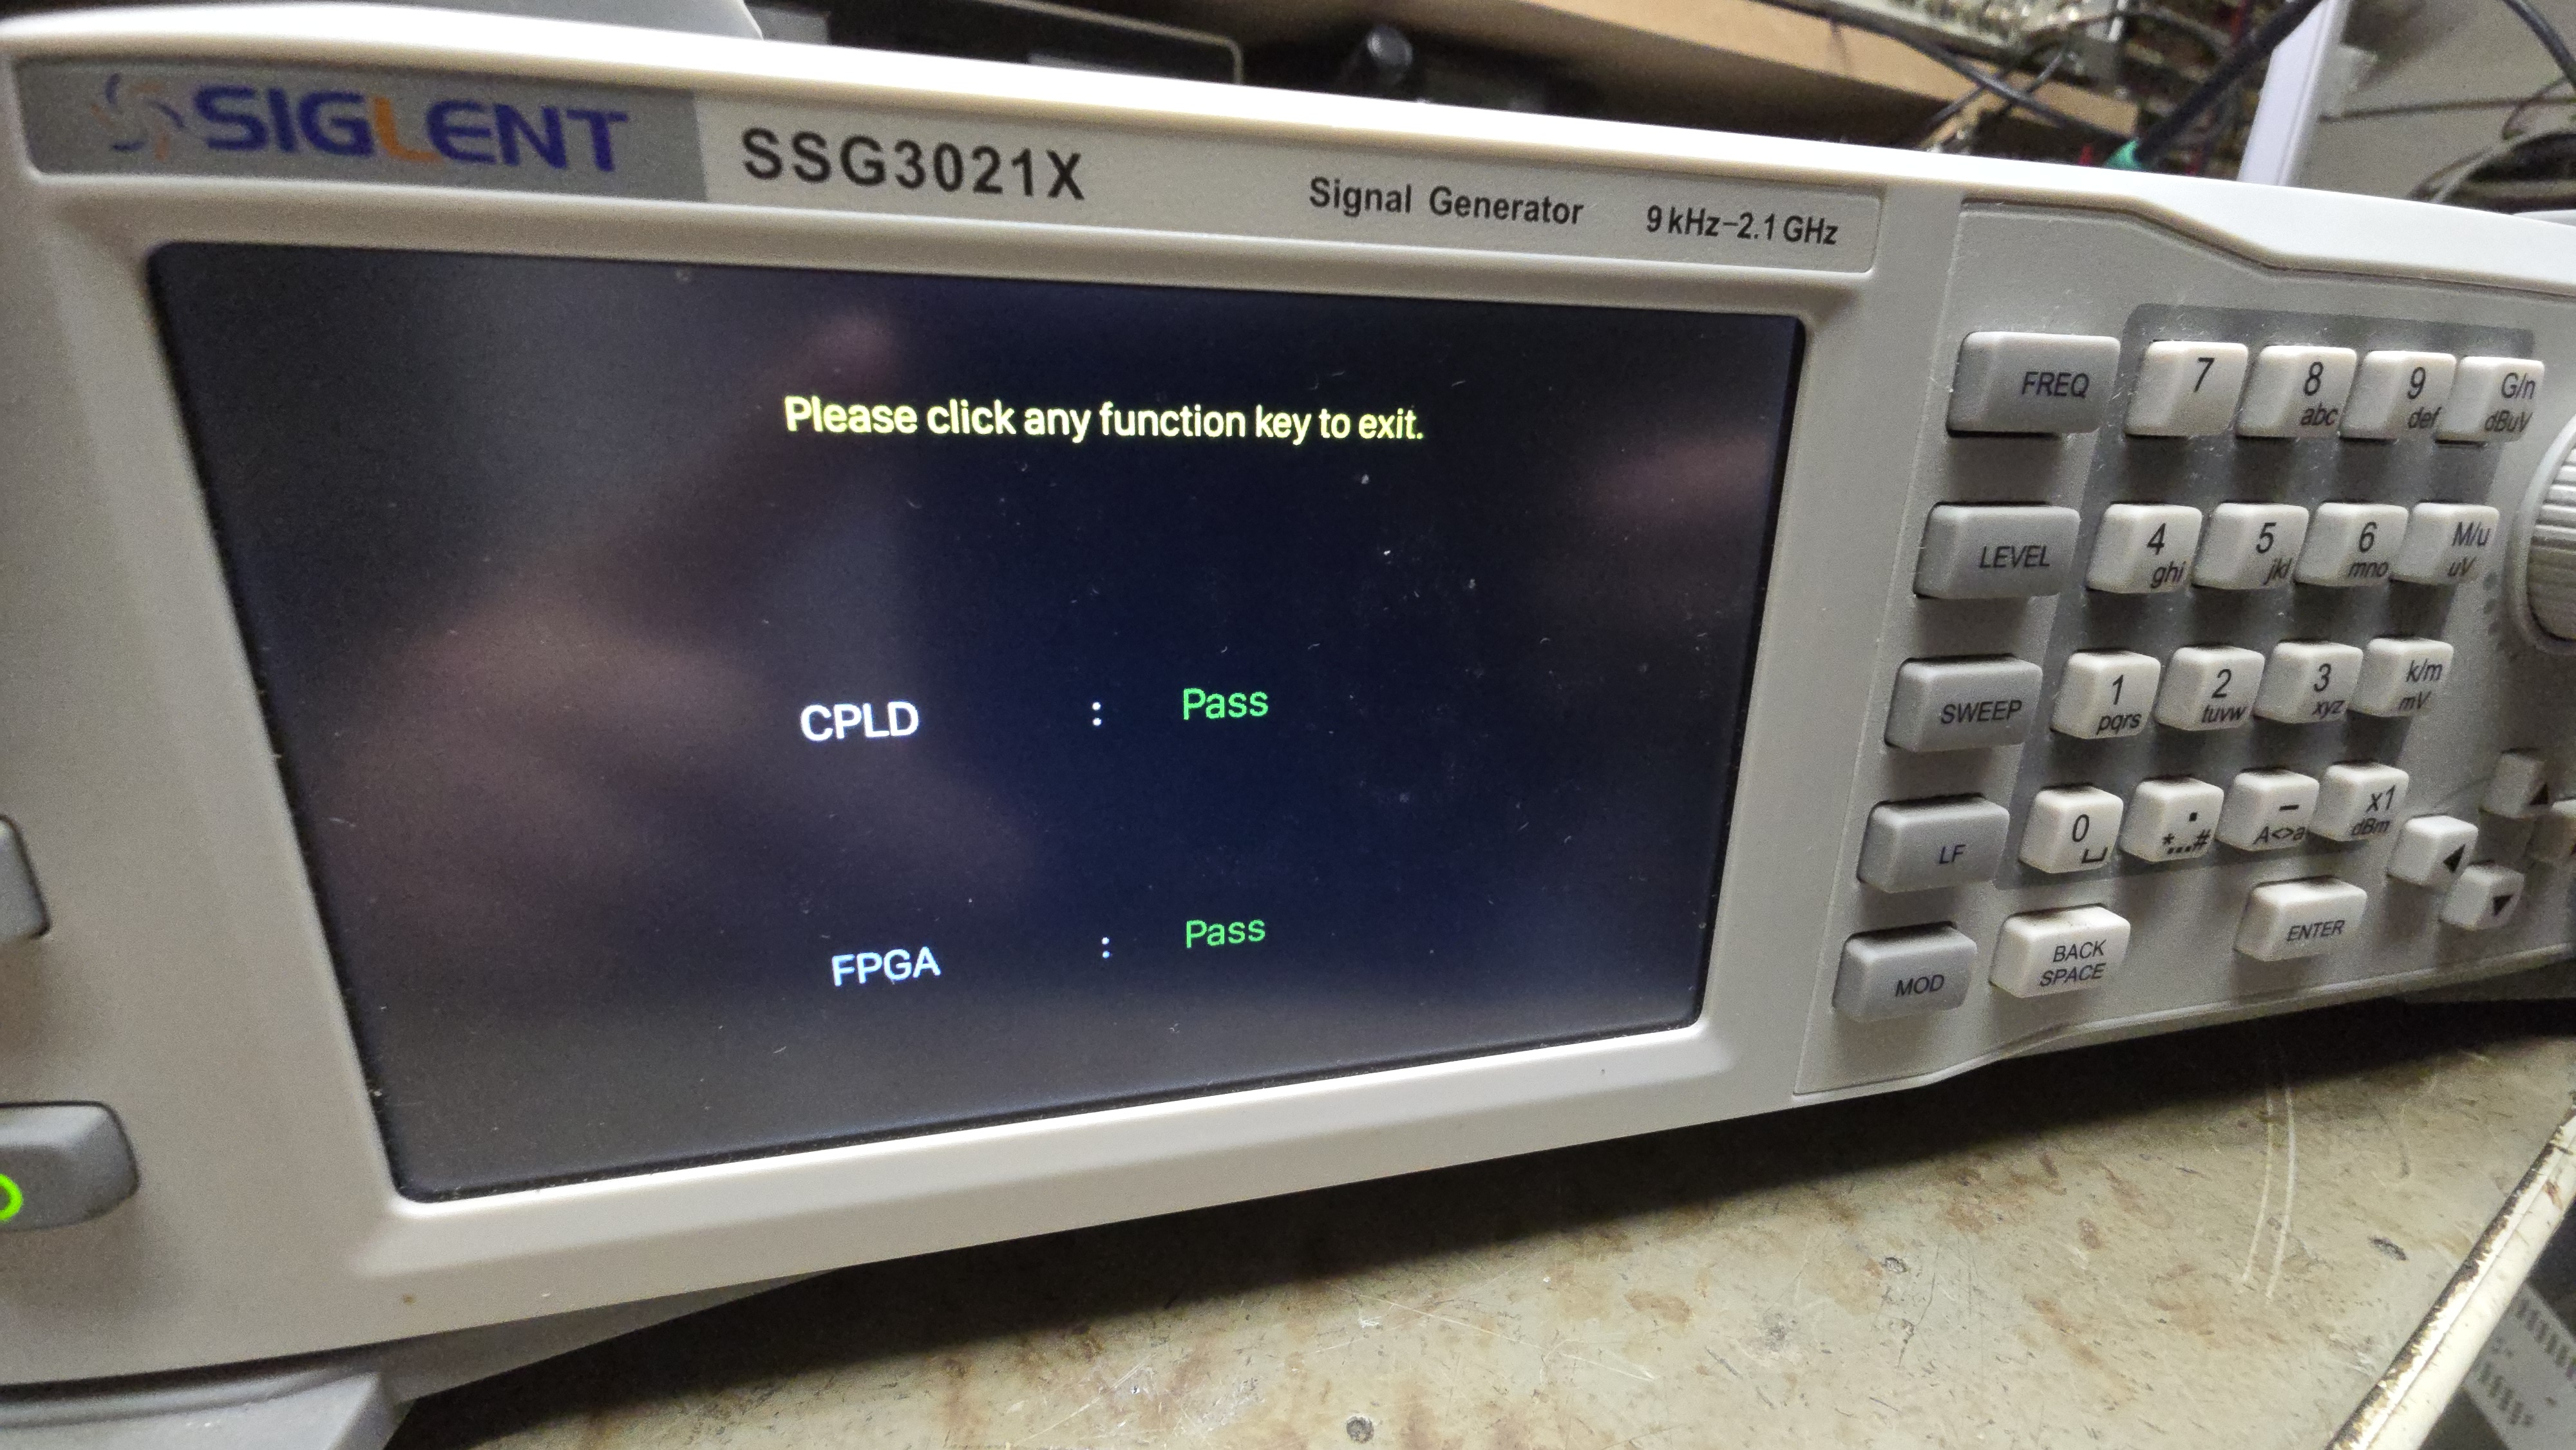 SIGLENT
SSG3021X
Signal Generator 9 kHz-2.1 GHz
Please click any function key to exit.
CPLD : Pass
FPGA : Pass
FREQ
7
8 abc
9 def
G/n dBuV
LEVEL
4 ghi
5 jkl
6 mno
M/u uV
SWEEP
1 pqrs
2 tuvw
3 xyz
k/m mV
LF
0 ␣
. *...#
- A<>a
x1 dBm
MOD
BACK SPACE
ENTER